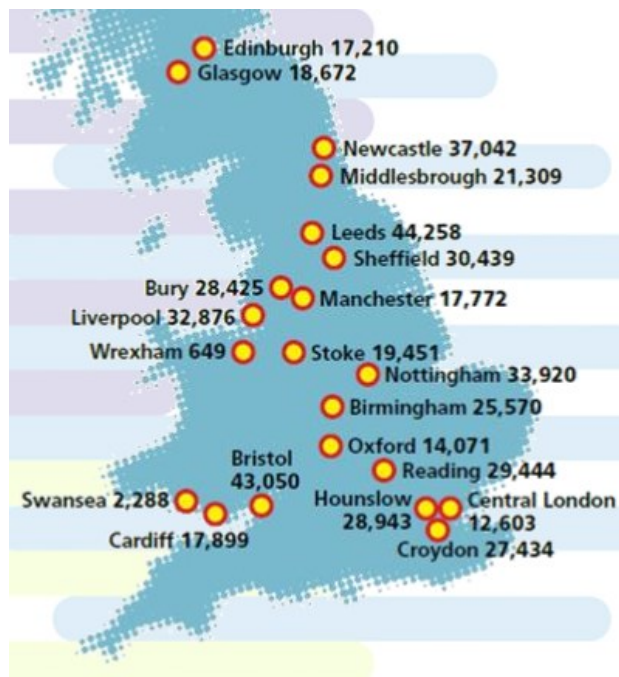 Edinburgh 17,210
Glasgow 18,672
Newcastle 37,042
Middlesbrough 21,309
Leeds 44,258
Sheffield 30,439
Bury 28,425
Manchester 17,772
Liverpool 32,876
Wrexham 649
Stoke 19,451
Nottingham 33,920
Birmingham 25,570
Oxford 14,071
Bristol
43,050
Reading 29,444
Swansea 2,288
Hounslow
28,943
Central London
12,603
Cardiff 17,899
Croydon 27,434